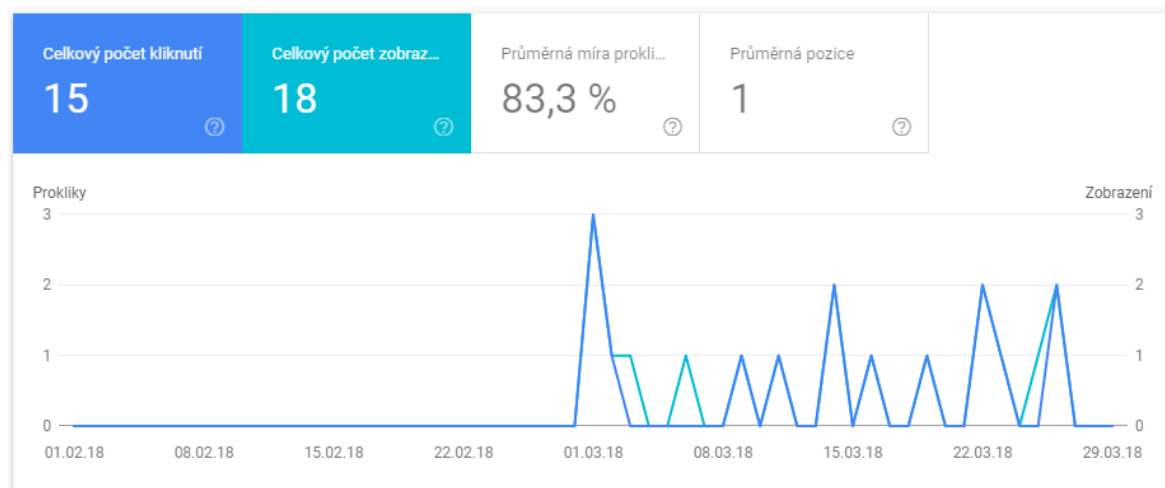 Celkový počet kliknutí
15
Celkový počet zobraz...
18
Průměrná míra prokli...
83,3 %
Průměrná pozice
1
Prokliky
Zobrazení
3
3
2
2
1
1
0
0
01.02.18 08.02.18 15.02.18 22.02.18 01.03.18 08.03.18 15.03.18 22.03.18 29.03.18